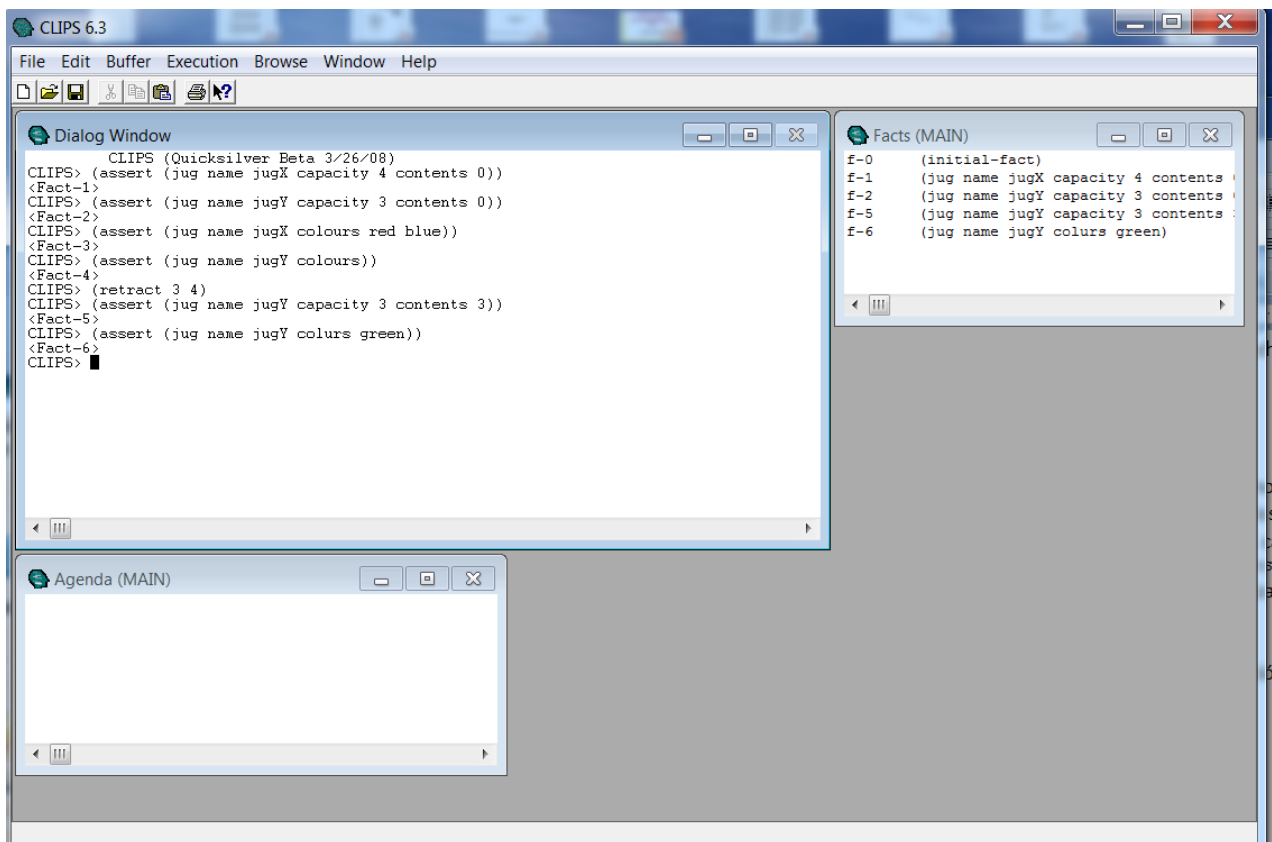 CLIPS 6.3
File Edit Buffer Execution Browse Window Help
Dialog Window
CLIPS (Quicksilver Beta 3/26/08)
CLIPS> (assert (jug name jugX capacity 4 contents 0))
<Fact-1>
CLIPS> (assert (jug name jugY capacity 3 contents 0))
<Fact-2>
CLIPS> (assert (jug name jugX colours red blue))
<Fact-3>
CLIPS> (assert (jug name jugY colours))
<Fact-4>
CLIPS> (retract 3 4)
CLIPS> (assert (jug name jugY capacity 3 contents 3))
<Fact-5>
CLIPS> (assert (jug name jugY colurs green))
<Fact-6>
CLIPS>
Facts (MAIN)
f-0 (initial-fact)
f-1 (jug name jugX capacity 4 contents
f-2 (jug name jugY capacity 3 contents
f-5 (jug name jugY capacity 3 contents
f-6 (jug name jugY colurs green)
Agenda (MAIN)